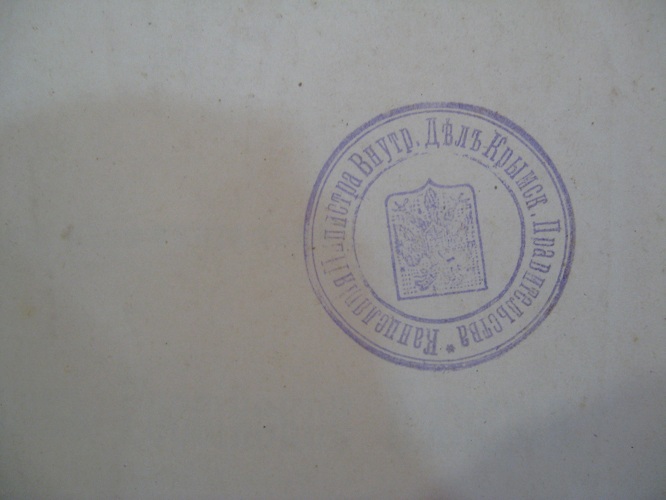 Канцелярія Министра Внутр. Дѣлъ Крымск. Правительства *